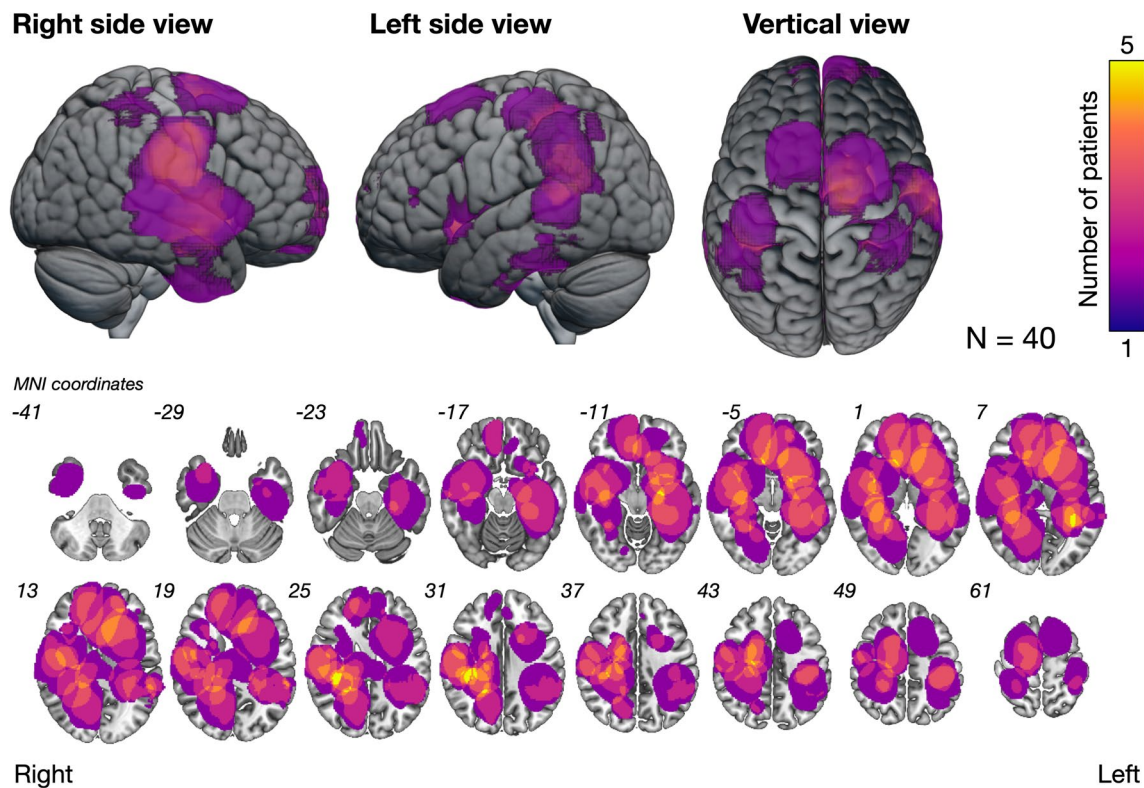 Right side view
Left side view
Vertical view
5
Number of patients
1
N = 40
MNI coordinates
-41
-29
-23
-17
-11
-5
1
7
13
19
25
31
37
43
49
61
Right
Left